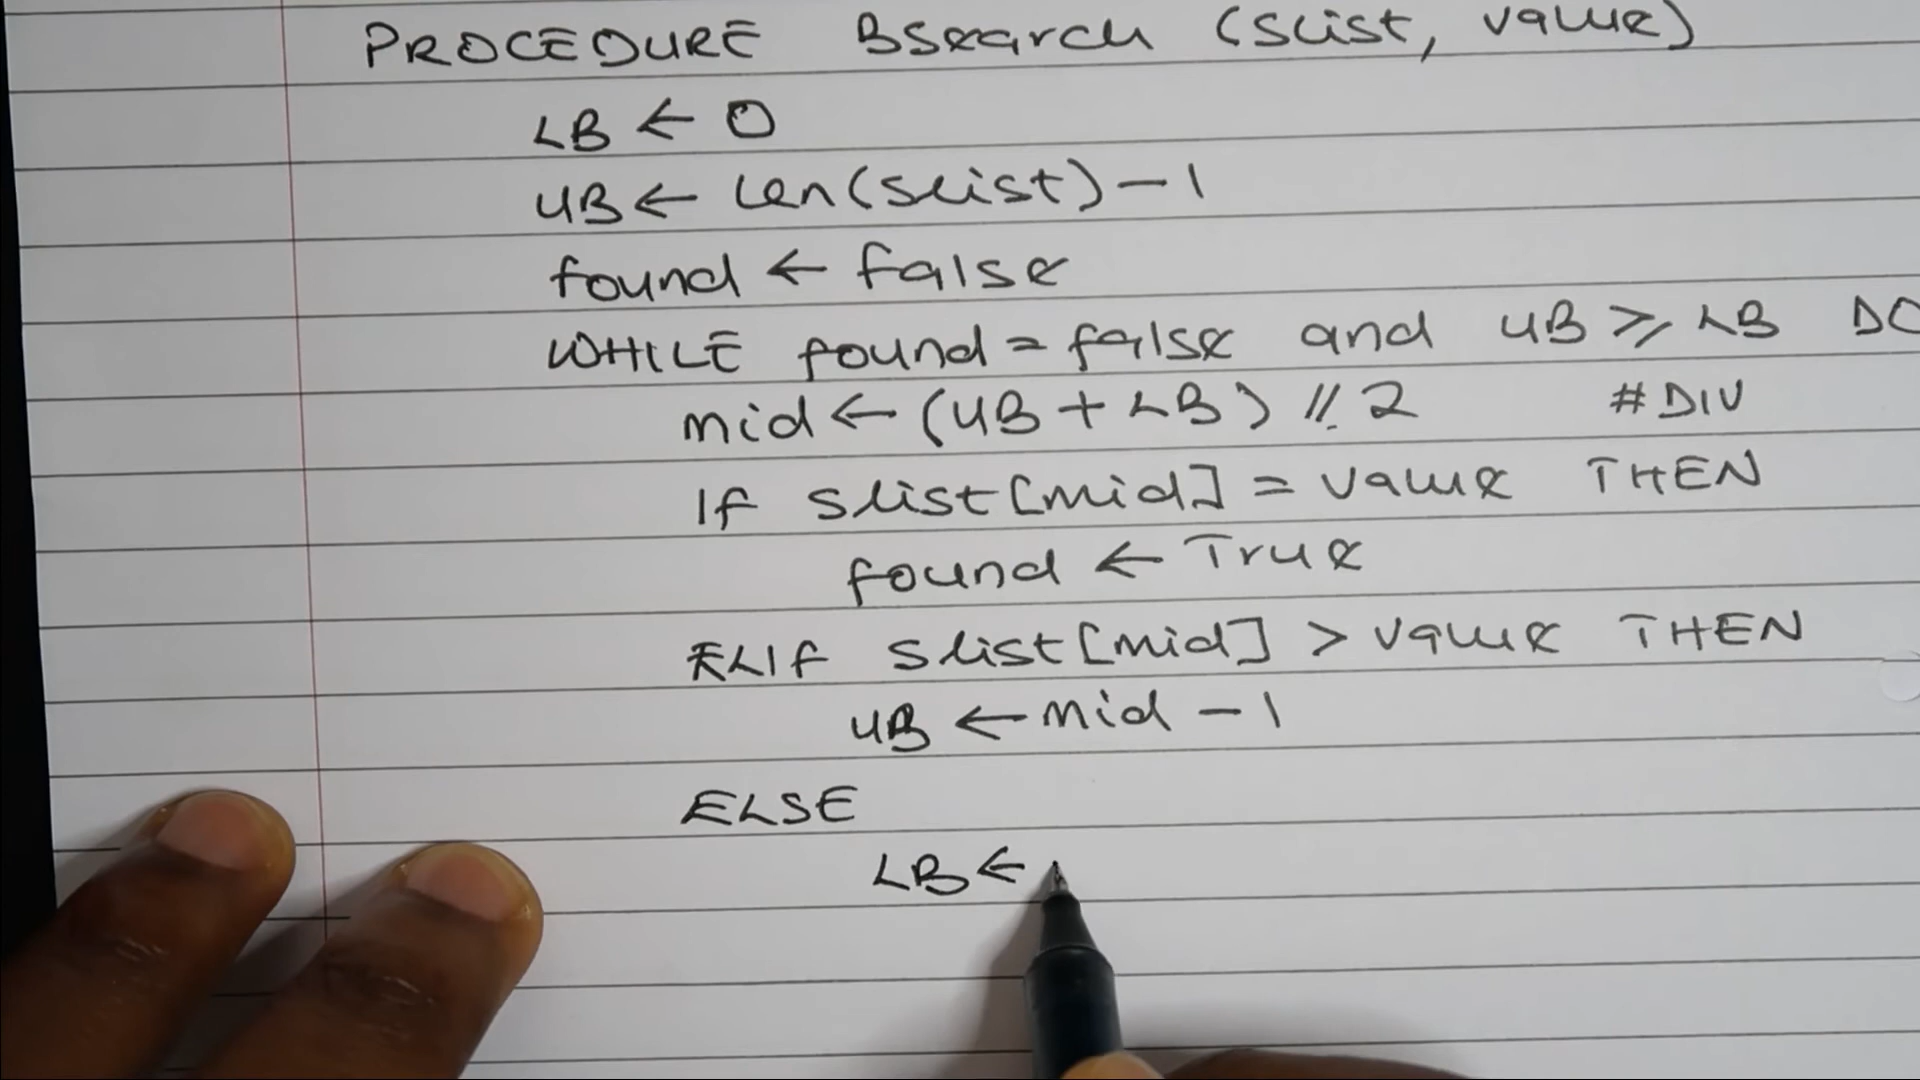 PROCEDURE Bsearch (slist, value)
LB ← 0
UB ← len(slist) - 1
found ← false
WHILE found = false and UB ≥ LB DO
mid ← (UB + LB) // 2 # DIV
If slist[mid] = value THEN
found ← True
ELIF slist[mid] > value THEN
UB ← mid - 1
ELSE
LB ←